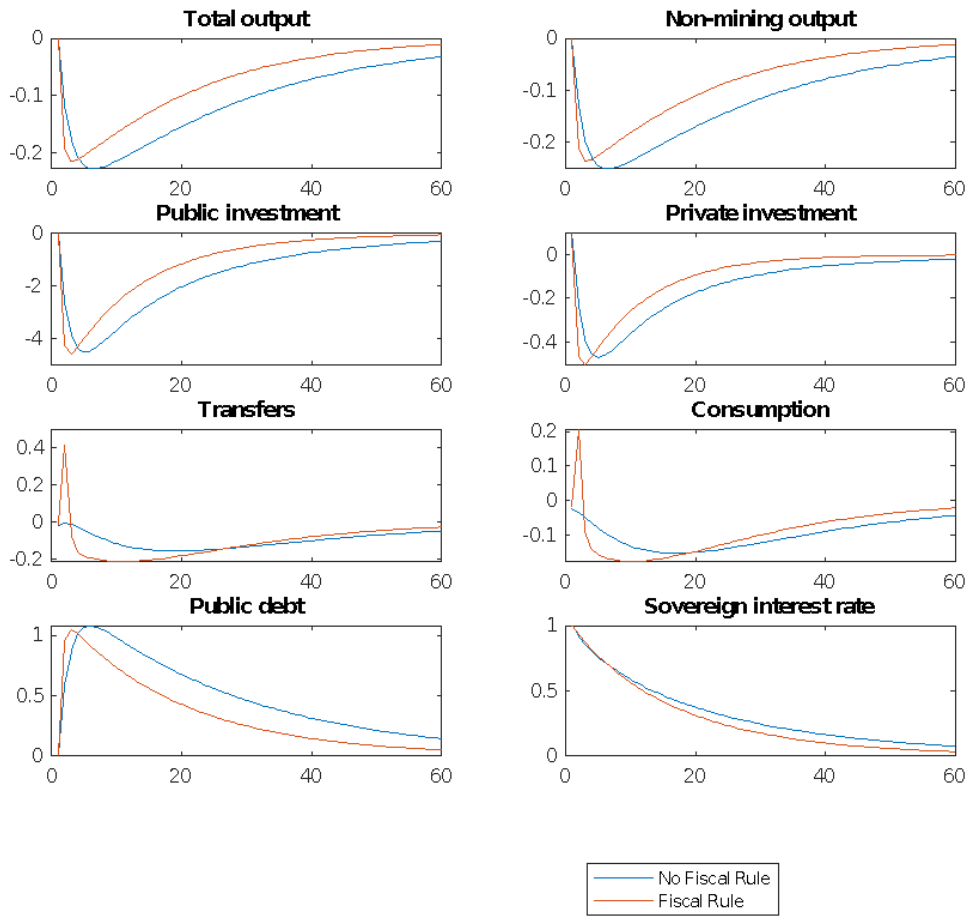 Total output
Non-mining output
0
-0.1
-0.2
0 20 40 60
0
-0.1
-0.2
0 20 40 60
Public investment
Private investment
0
-2
-4
0 20 40 60
0
-0.2
-0.4
0 20 40 60
Transfers
Consumption
0.4
0.2
0
-0.2
0 20 40 60
0.2
0.1
0
-0.1
0 20 40 60
Public debt
Sovereign interest rate
1
0.5
0
0 20 40 60
1
0.5
0
0 20 40 60
No Fiscal Rule
Fiscal Rule